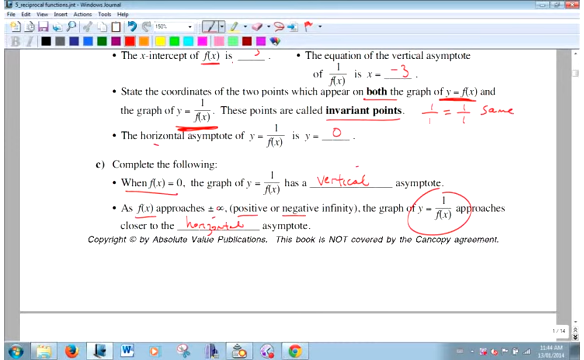 5_reciprocal functions.jnt - Windows Journal
File Edit View Insert Actions Tools Help
• The x-intercept of f(x) is
• The equation of the vertical asymptote
of 1/f(x) is x = -3
• State the coordinates of the two points which appear on both the graph of y = f(x) and
the graph of y = 1/f(x). These points are called invariant points. 1/1 = 1/1 same
• The horizontal asymptote of y = 1/f(x) is y = 0.
c) Complete the following:
• When f(x) = 0, the graph of y = 1/f(x) has a vertical asymptote.
• As f(x) approaches ± ∞, (positive or negative infinity), the graph of y = 1/f(x) approaches
closer to the horizontal asymptote.
Copyright © by Absolute Value Publications. This book is NOT covered by the Cancopy agreement.
1 / 14
11:44 AM
13/01/2016